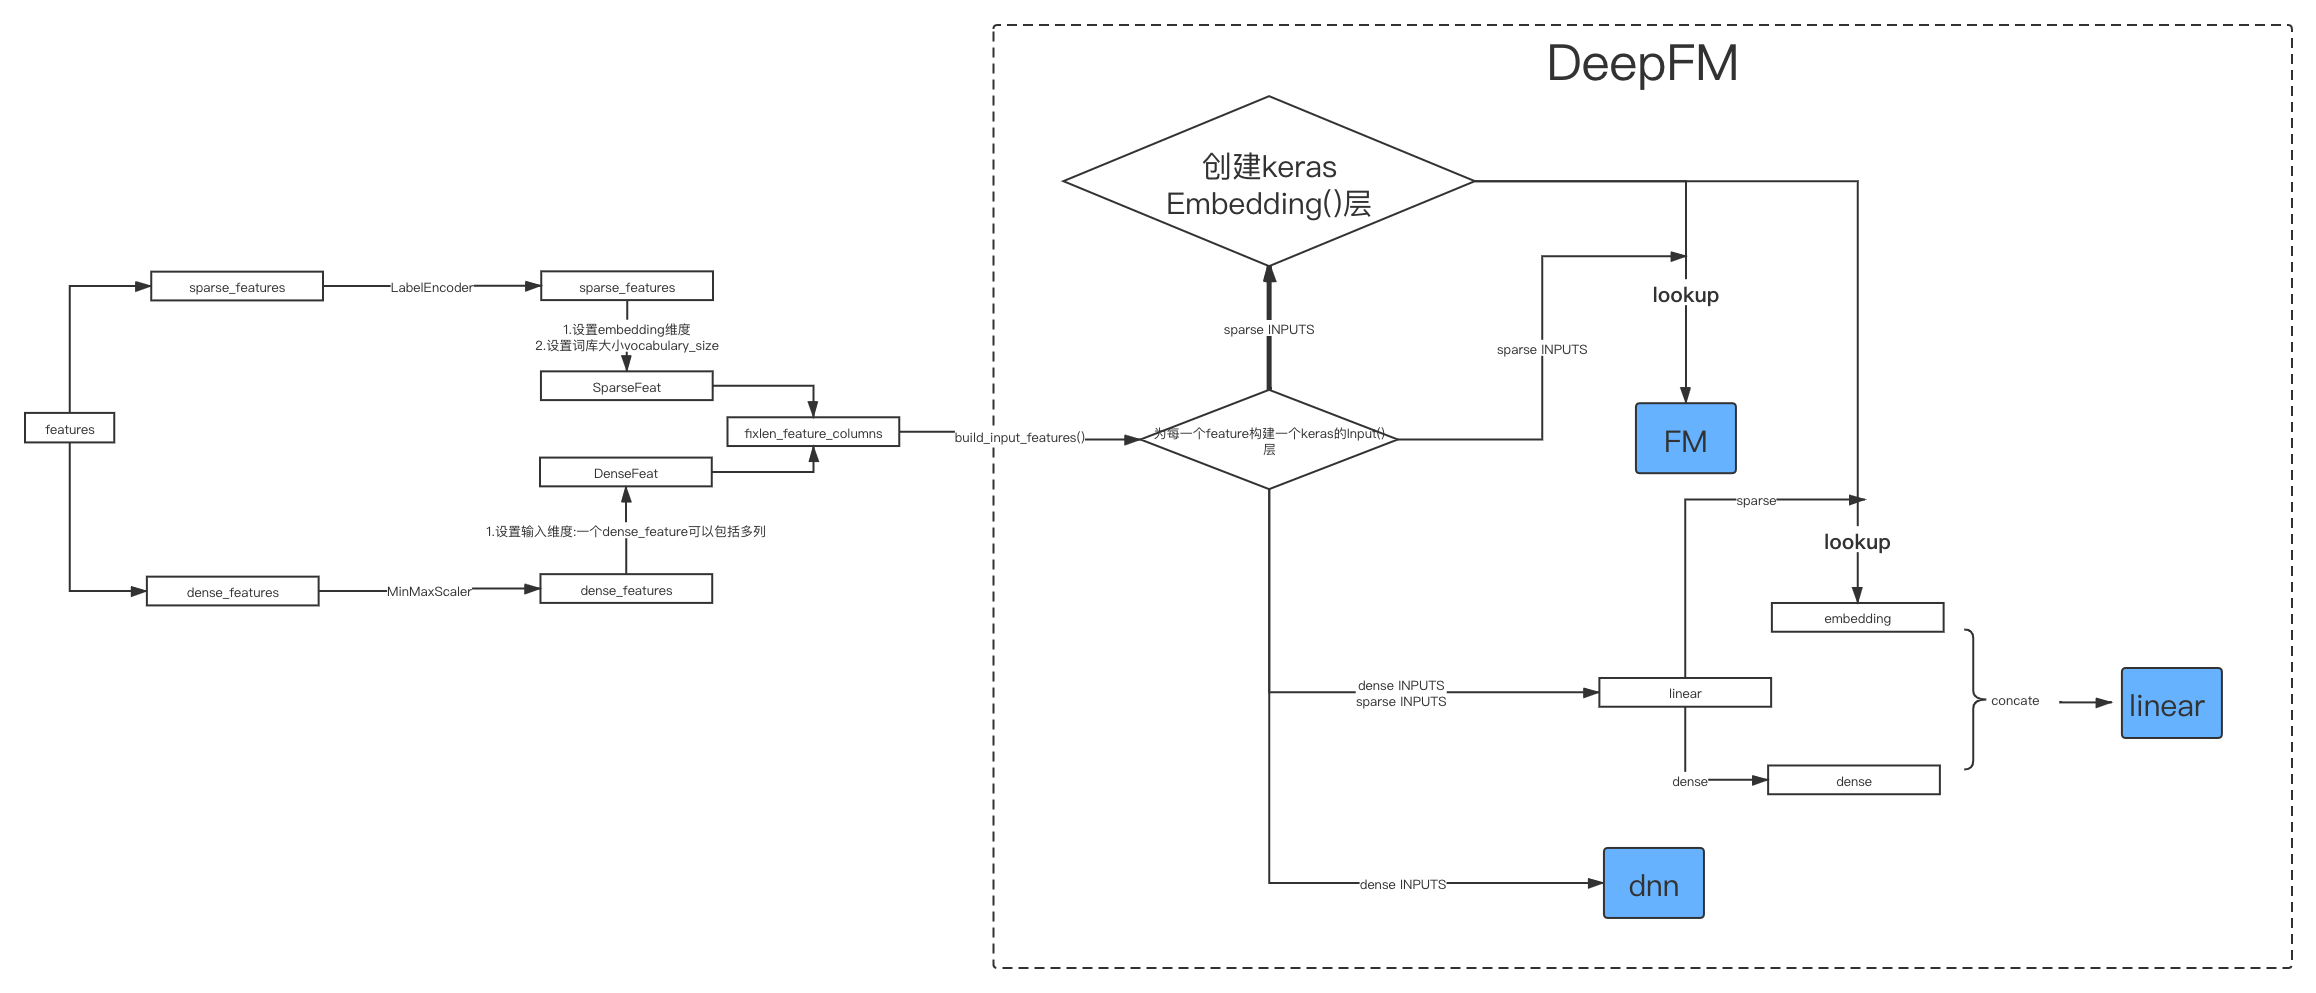 DeepFM
创建keras
Embedding()层
sparse_features
LabelEncoder
sparse_features
lookup
1.设置embedding维度
2.设置词库大小vocabulary_size
sparse INPUTS
sparse INPUTS
SparseFeat
features
fixlen_feature_columns
build_input_features()
为每一个feature构建一个keras的Input()
层
FM
DenseFeat
sparse
1.设置输入维度:一个dense_feature可以包括多列
lookup
dense_features
MinMaxScaler
dense_features
embedding
dense INPUTS
sparse INPUTS
linear
concate
linear
dense
dense
dense INPUTS
dnn